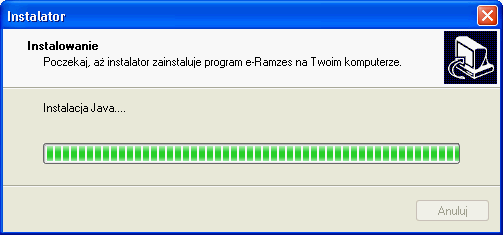 Instalator
Instalowanie
Poczekaj, aż instalator zainstaluje program e-Ramzes na Twoim komputerze.
Instalacja Java....
Anuluj